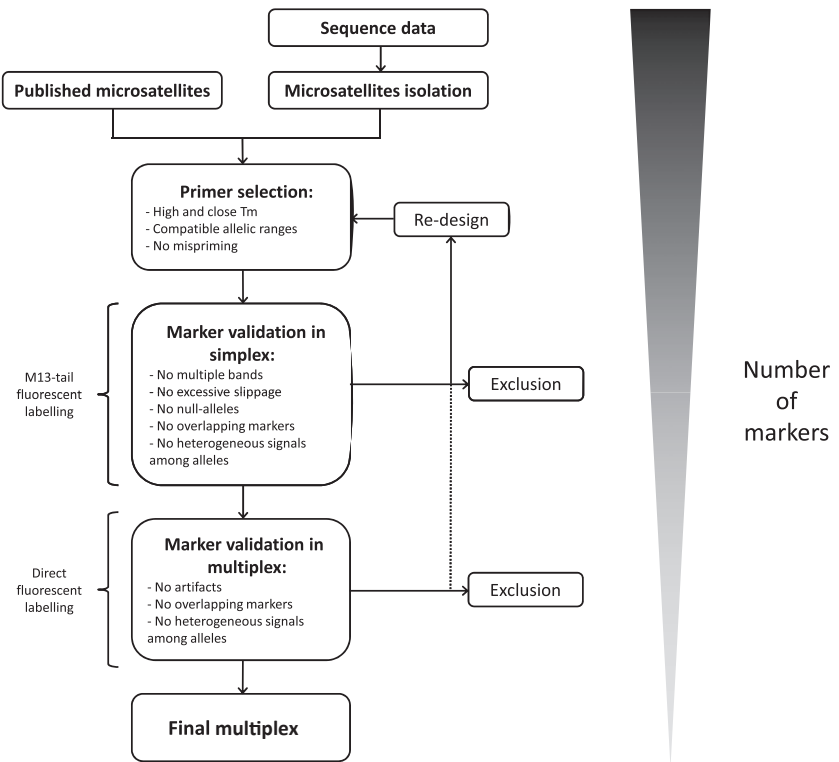 Sequence data
Published microsatellites
Microsatellites isolation
Primer selection:
- High and close Tm
- Compatible allelic ranges
- No mispriming
Re-design
Marker validation in
simplex:
- No multiple bands
- No excessive slippage
- No null-alleles
- No overlapping markers
- No heterogeneous signals
among alleles
M13-tail
fluorescent
labelling
Exclusion
Number
of
markers
Marker validation in
multiplex:
- No artifacts
- No overlapping markers
- No heterogeneous signals
among alleles
Direct
fluorescent
labelling
Exclusion
Final multiplex